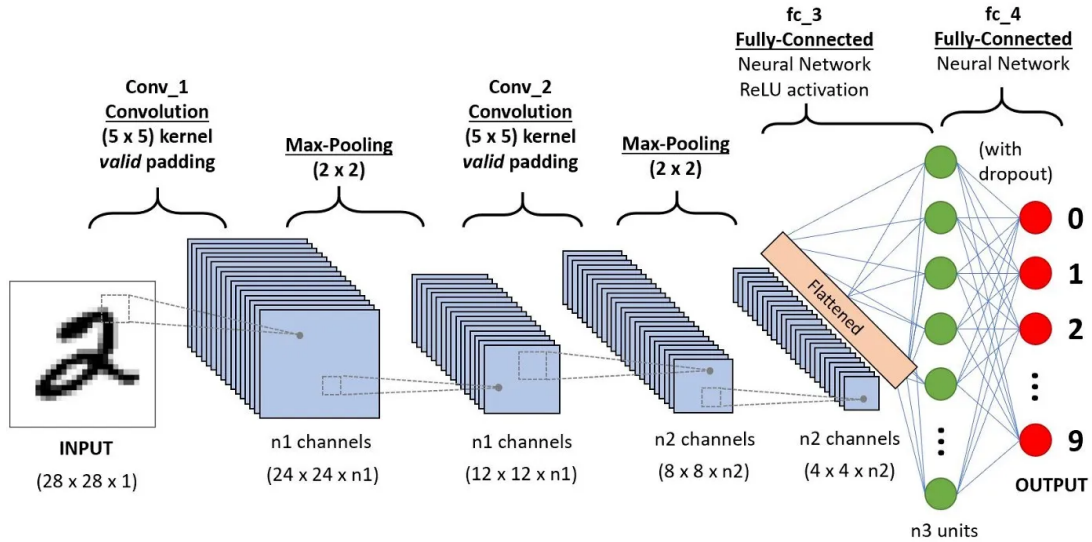 Conv_1
Convolution
(5 x 5) kernel
valid padding
Max-Pooling
(2 x 2)
Conv_2
Convolution
(5 x 5) kernel
valid padding
Max-Pooling
(2 x 2)
fc_3
Fully-Connected
Neural Network
ReLU activation
fc_4
Fully-Connected
Neural Network
(with
dropout)
2
Flattened
0
1
2
9
INPUT
(28 x 28 x 1)
n1 channels
(24 x 24 x n1)
n1 channels
(12 x 12 x n1)
n2 channels
(8 x 8 x n2)
n2 channels
(4 x 4 x n2)
OUTPUT
n3 units